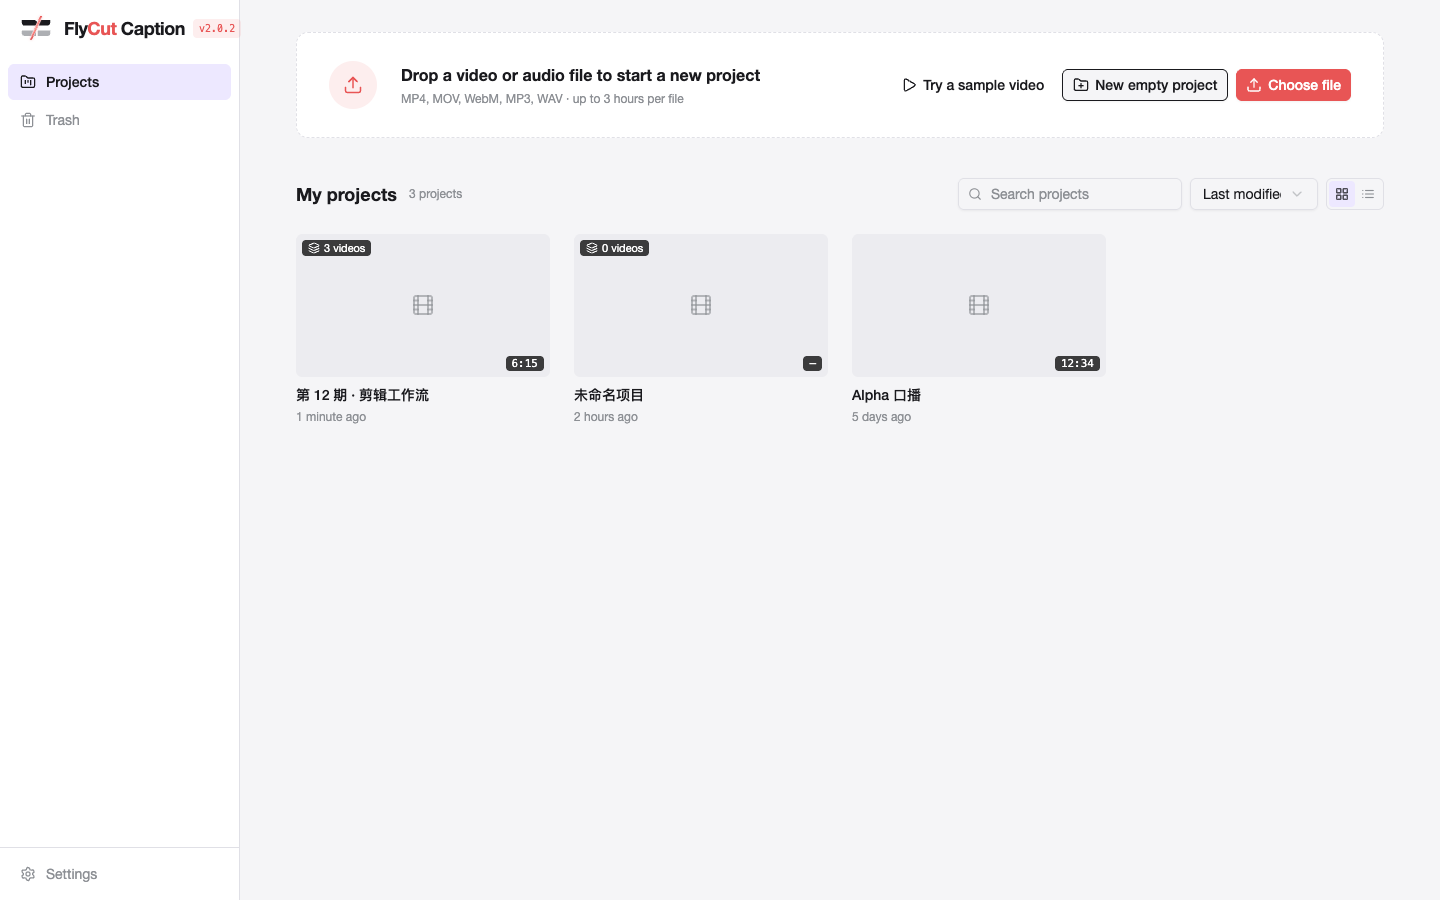 FlyCut Caption v2.0.2
Projects
Trash
Settings
Drop a video or audio file to start a new project
MP4, MOV, WebM, MP3, WAV · up to 3 hours per file
Try a sample video
New empty project
Choose file
My projects 3 projects
Search projects
Last modifie
3 videos
6:15
第 12 期 · 剪辑工作流
1 minute ago
0 videos
—
未命名项目
2 hours ago
12:34
Alpha 口播
5 days ago